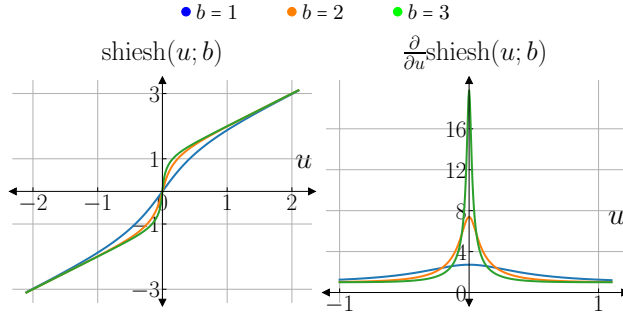 b = 1 b = 2 b = 3
shiesh(u; b)
3
1
u
−2 −1 0 1 2
−1
−3
∂/∂u shiesh(u; b)
16
12
8
u
4
0
−1 1